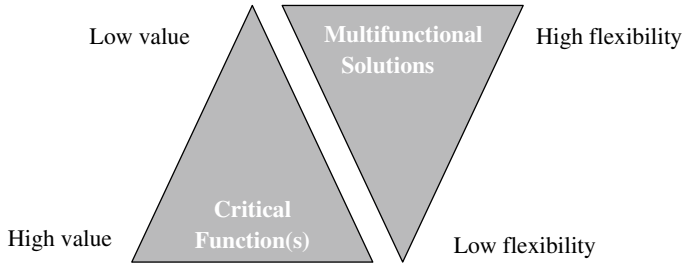 Low value
Multifunctional
Solutions
High flexibility
Critical
Function(s)
High value
Low flexibility